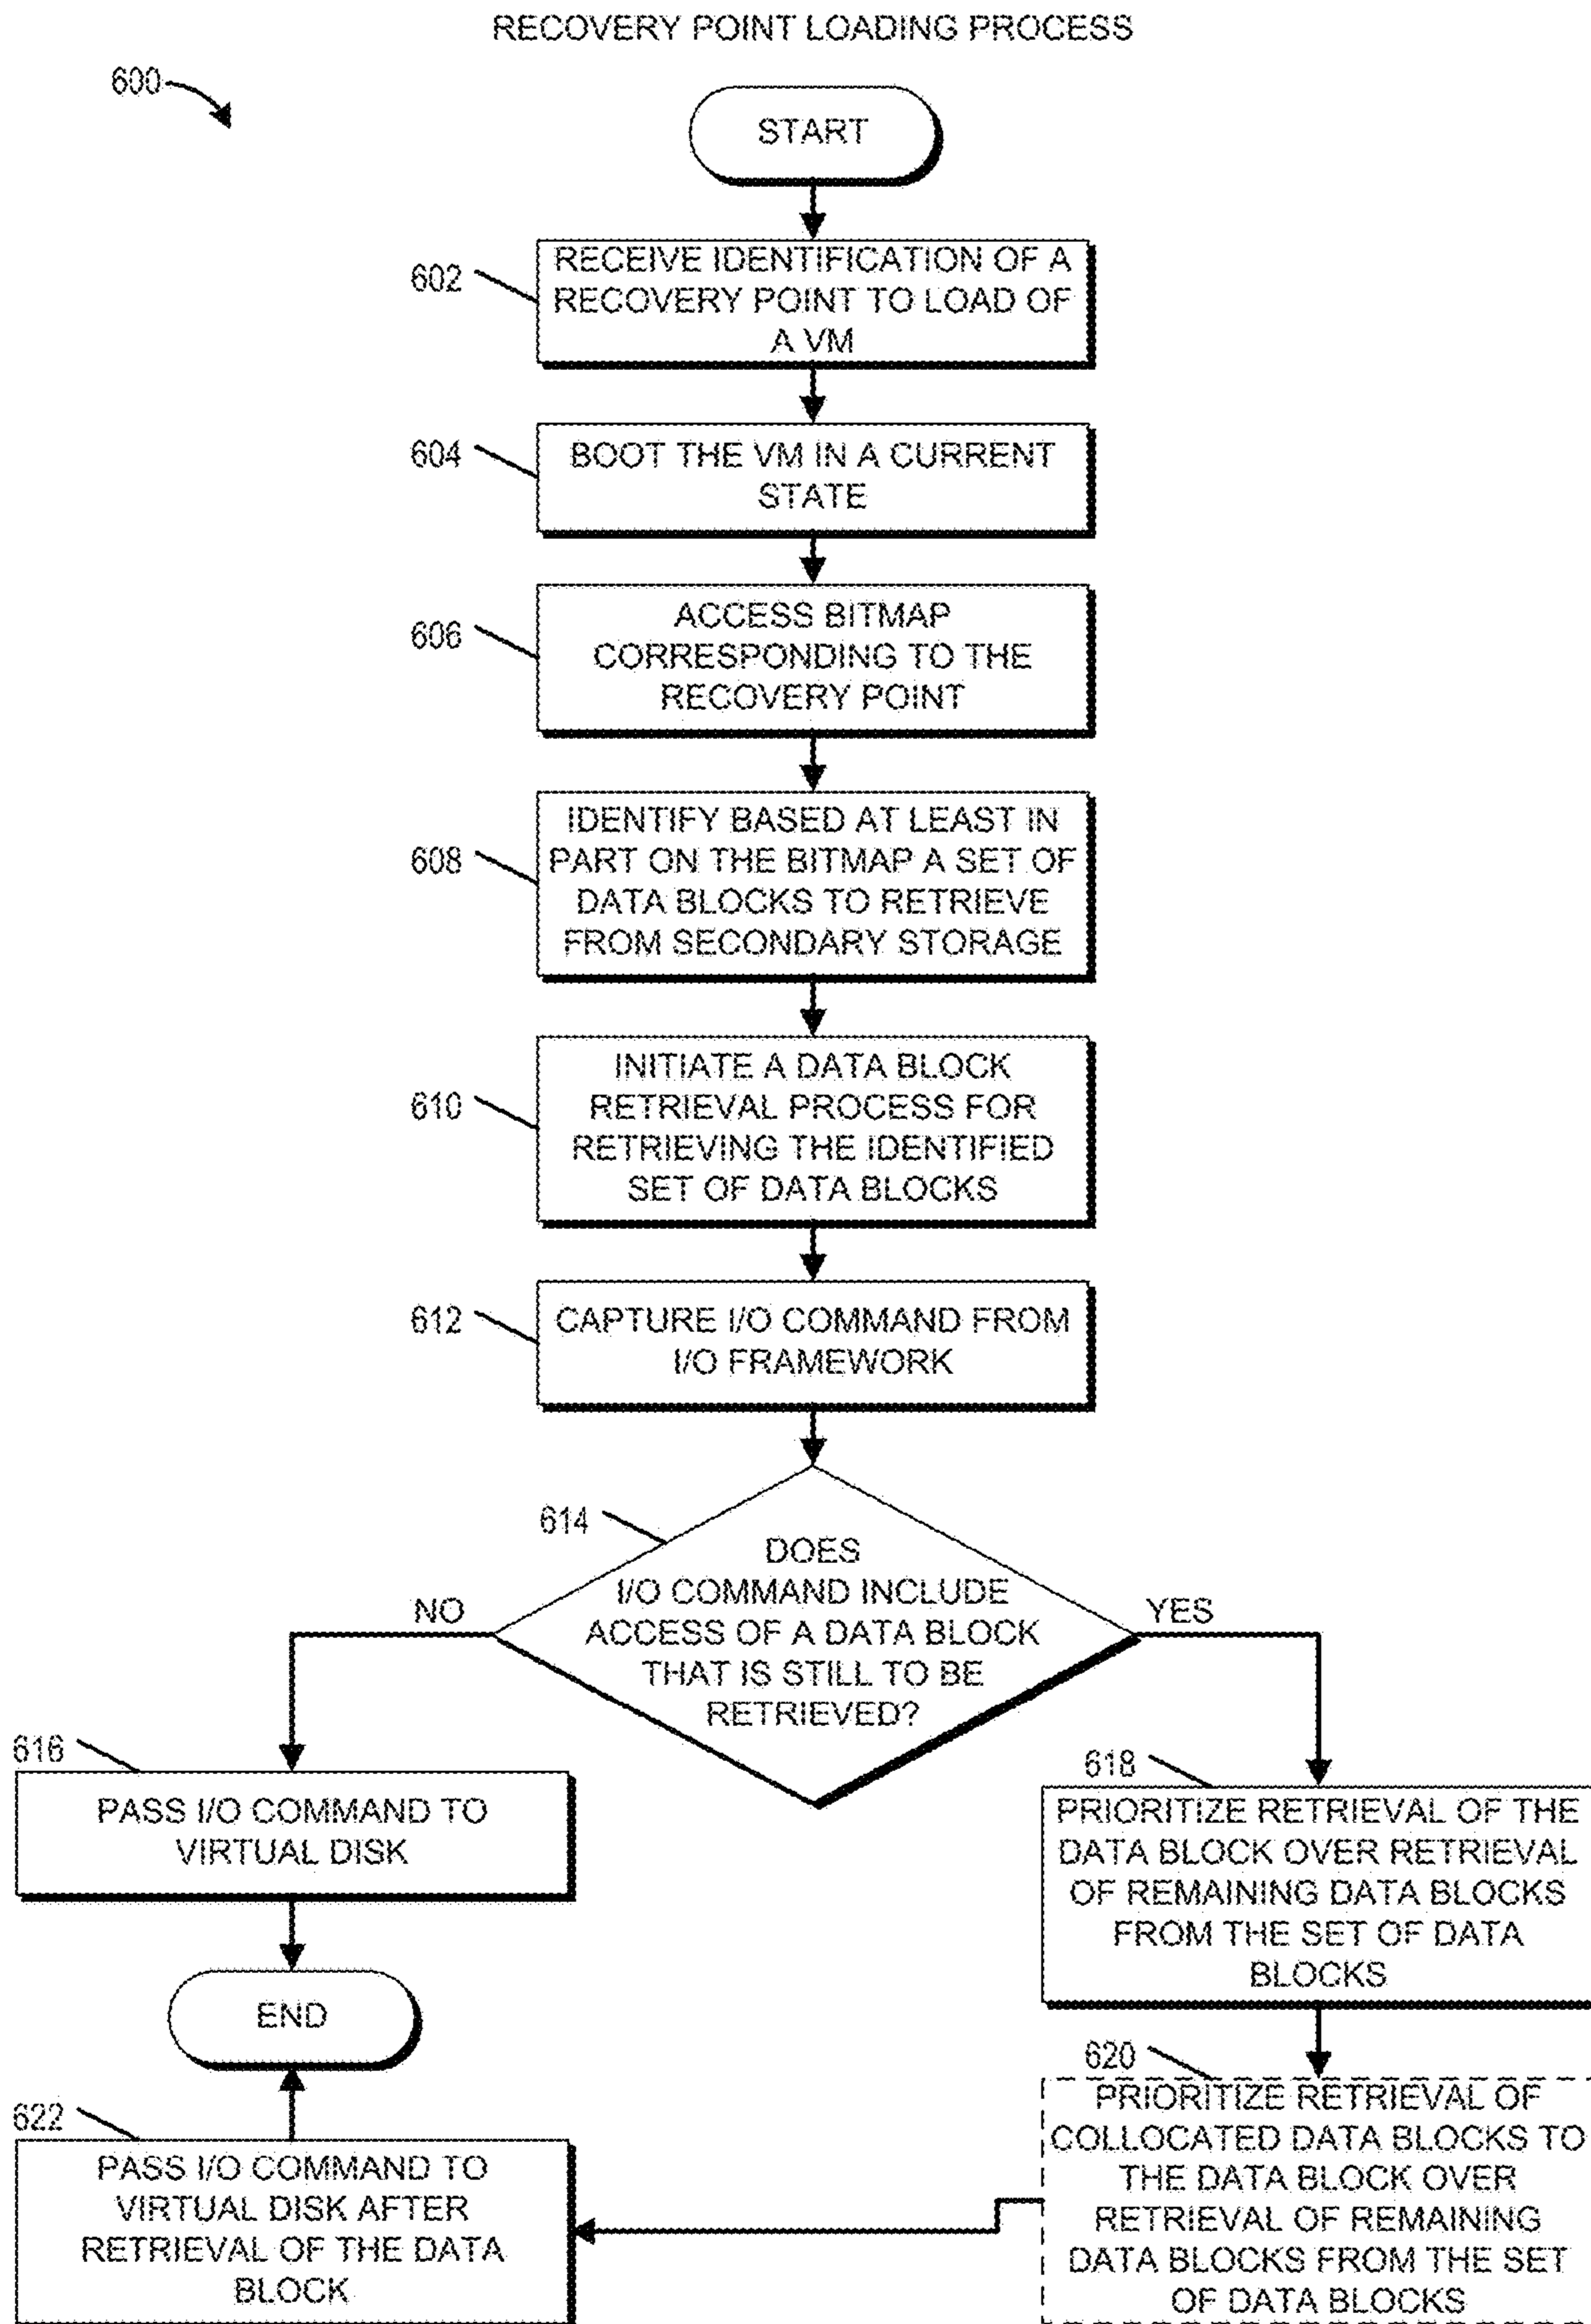 RECOVERY POINT LOADING PROCESS
600
START
602
RECEIVE IDENTIFICATION OF A
RECOVERY POINT TO LOAD OF
A VM
604
BOOT THE VM IN A CURRENT
STATE
606
ACCESS BITMAP
CORRESPONDING TO THE
RECOVERY POINT
608
IDENTIFY BASED AT LEAST IN
PART ON THE BITMAP A SET OF
DATA BLOCKS TO RETRIEVE
FROM SECONDARY STORAGE
610
INITIATE A DATA BLOCK
RETRIEVAL PROCESS FOR
RETRIEVING THE IDENTIFIED
SET OF DATA BLOCKS
612
CAPTURE I/O COMMAND FROM
I/O FRAMEWORK
614
DOES
I/O COMMAND INCLUDE
ACCESS OF A DATA BLOCK
THAT IS STILL TO BE
RETRIEVED?
NO
YES
616
PASS I/O COMMAND TO
VIRTUAL DISK
END
618
PRIORITIZE RETRIEVAL OF THE
DATA BLOCK OVER RETRIEVAL
OF REMAINING DATA BLOCKS
FROM THE SET OF DATA
BLOCKS
620
PRIORITIZE RETRIEVAL OF
COLLOCATED DATA BLOCKS TO
THE DATA BLOCK OVER
RETRIEVAL OF REMAINING
DATA BLOCKS FROM THE SET
OF DATA BLOCKS
622
PASS I/O COMMAND TO
VIRTUAL DISK AFTER
RETRIEVAL OF THE DATA
BLOCK